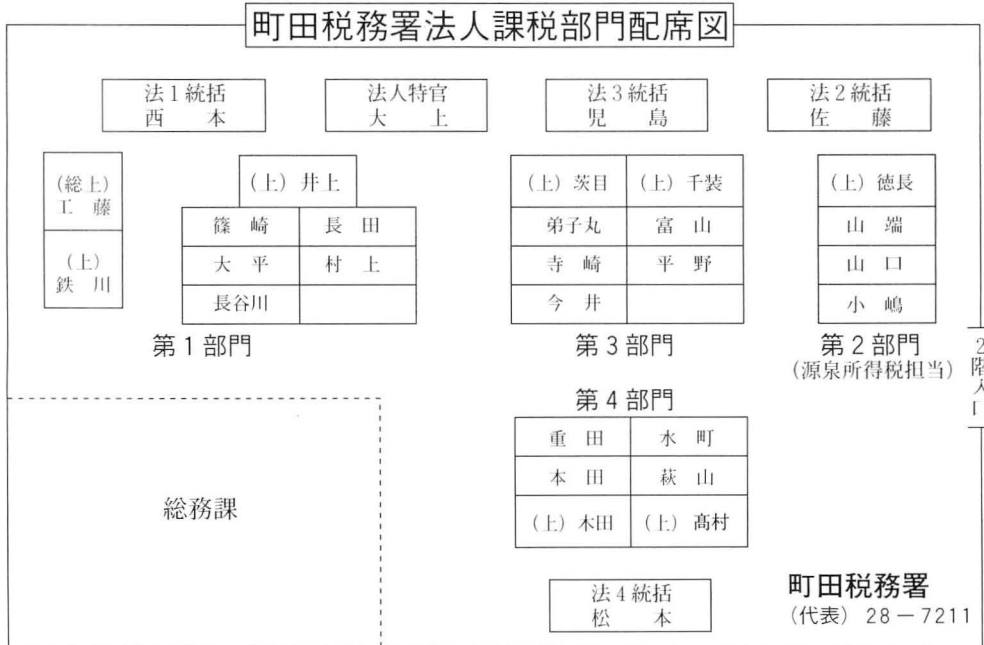 町田税務署法人課税部門配席図
法1統括
西本
法人特官
大上
法3統括
児島
法2統括
佐藤
(総上)
工藤
(上)
鉄川
(上) 井上
篠崎 長田
大平 村上
長谷川
第1部門
(上) 茨目 (上) 千装
弟子丸 富山
寺崎 平野
今井
第3部門
(上) 徳長
山端
山口
小嶋
第2部門
(源泉所得税担当)
2階入口
第4部門
重田 水町
本田 萩山
(上) 木田 (上) 髙村
法4統括
松本
総務課
町田税務署
(代表) 28-7211